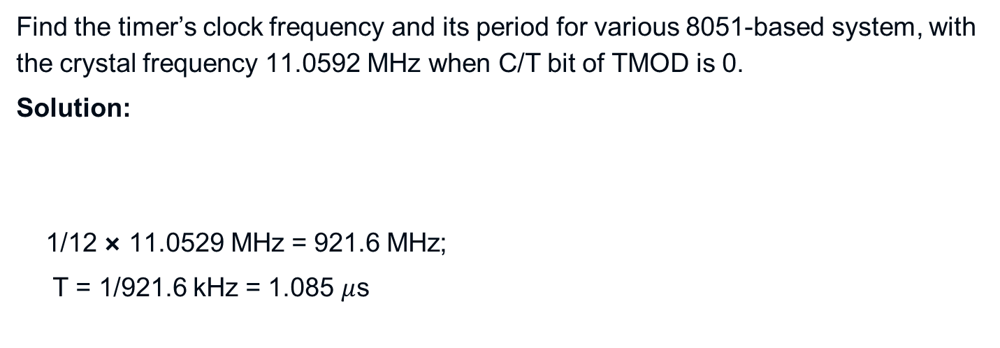 Find the timer’s clock frequency and its period for various 8051-based system, with
the crystal frequency 11.0592 MHz when C/T bit of TMOD is 0.
Solution:
1/12 × 11.0529 MHz = 921.6 MHz;
T = 1/921.6 kHz = 1.085 μs